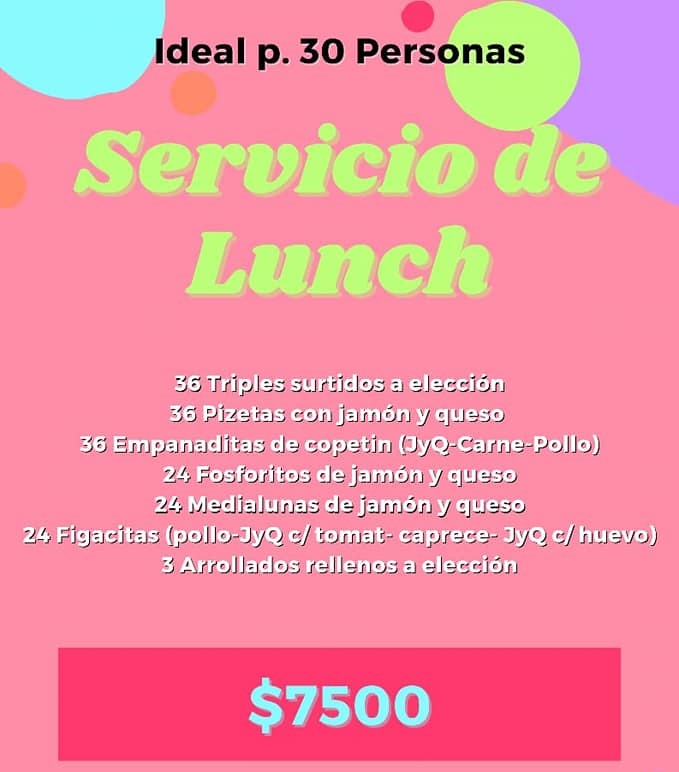 Ideal p. 30 Personas
Servicio de
Lunch
36 Triples surtidos a elección
36 Pizetas con jamón y queso
36 Empanaditas de copetin (JyQ-Carne-Pollo)
24 Fosforitos de jamón y queso
24 Medialunas de jamón y queso
24 Figacitas (pollo-JyQ c/ tomat- caprece- JyQ c/ huevo)
3 Arrollados rellenos a elección
$7500